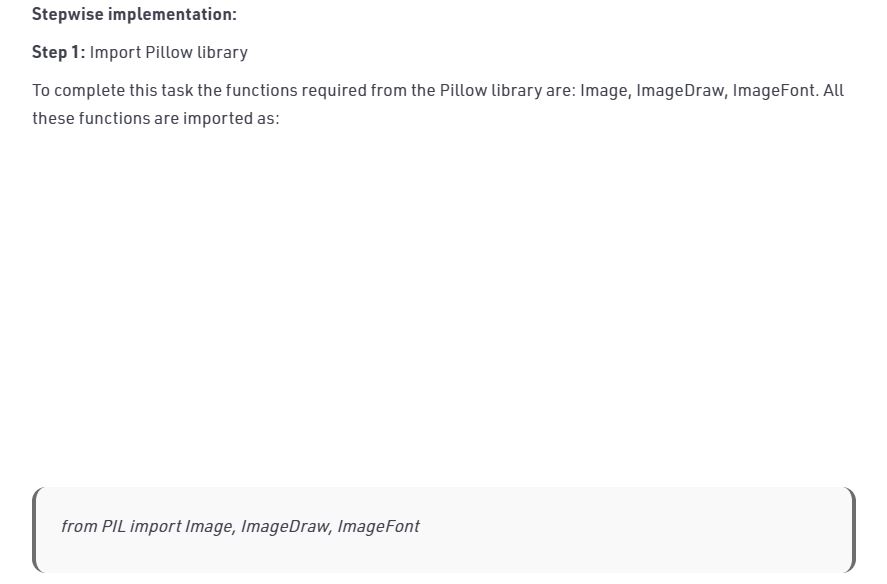 Stepwise implementation:
Step 1: Import Pillow library
To complete this task the functions required from the Pillow library are: Image, ImageDraw, ImageFont. All
these functions are imported as:
from PIL import Image, ImageDraw, ImageFont